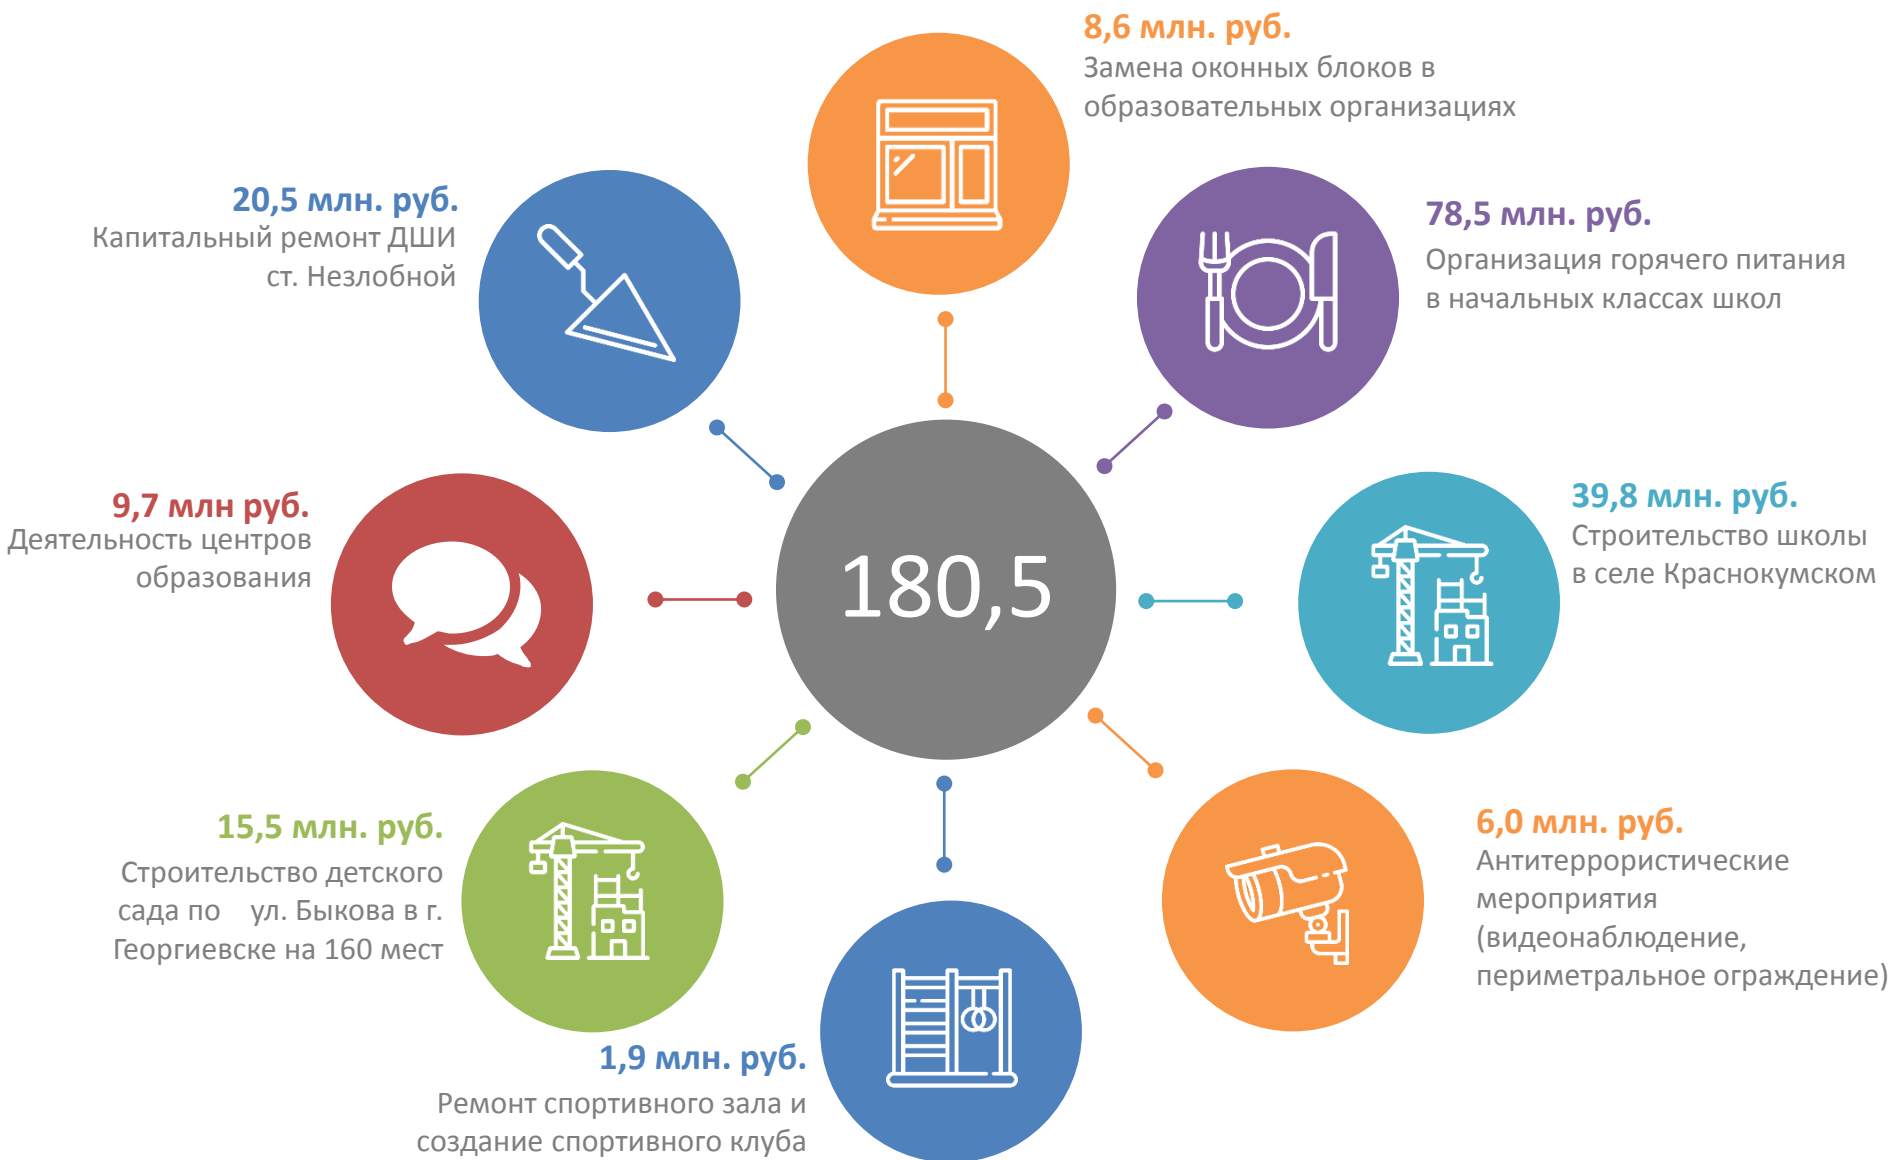 8,6 млн. руб.
Замена оконных блоков в
образовательных организациях
20,5 млн. руб.
Капитальный ремонт ДШИ
ст. Незлобной
78,5 млн. руб.
Организация горячего питания
в начальных классах школ
9,7 млн руб.
Деятельность центров
образования
180,5
39,8 млн. руб.
Строительство школы
в селе Краснокумском
15,5 млн. руб.
Строительство детского
сада по ул. Быкова в г.
Георгиевске на 160 мест
6,0 млн. руб.
Антитеррористические
мероприятия
(видеонаблюдение,
периметральное ограждение)
1,9 млн. руб.
Ремонт спортивного зала и
создание спортивного клуба